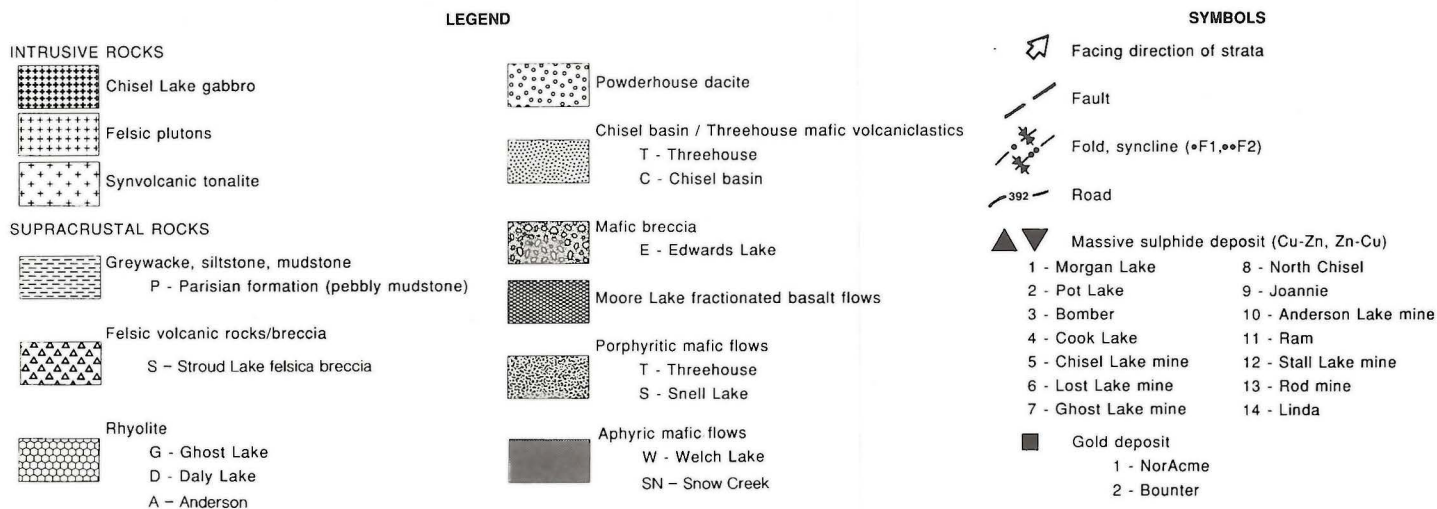 LEGEND
INTRUSIVE ROCKS
Chisel Lake gabbro
Felsic plutons
Synvolcanic tonalite
SUPRACRUSTAL ROCKS
Greywacke, siltstone, mudstone
P - Parisian formation (pebbly mudstone)
Felsic volcanic rocks/breccia
S – Stroud Lake felsica breccia
Rhyolite
G - Ghost Lake
D - Daly Lake
A – Anderson
Powderhouse dacite
Chisel basin / Threehouse mafic volcaniclastics
T - Threehouse
C - Chisel basin
Mafic breccia
E - Edwards Lake
Moore Lake fractionated basalt flows
Porphyritic mafic flows
T - Threehouse
S - Snell Lake
Aphyric mafic flows
W - Welch Lake
SN – Snow Creek
SYMBOLS
Facing direction of strata
Fault
Fold, syncline (•F1,••F2)
392 Road
Massive sulphide deposit (Cu-Zn, Zn-Cu)
1 - Morgan Lake
2 - Pot Lake
3 - Bomber
4 - Cook Lake
5 - Chisel Lake mine
6 - Lost Lake mine
7 - Ghost Lake mine
8 - North Chisel
9 - Joannie
10 - Anderson Lake mine
11 - Ram
12 - Stall Lake mine
13 - Rod mine
14 - Linda
Gold deposit
1 - NorAcme
2 - Bounter